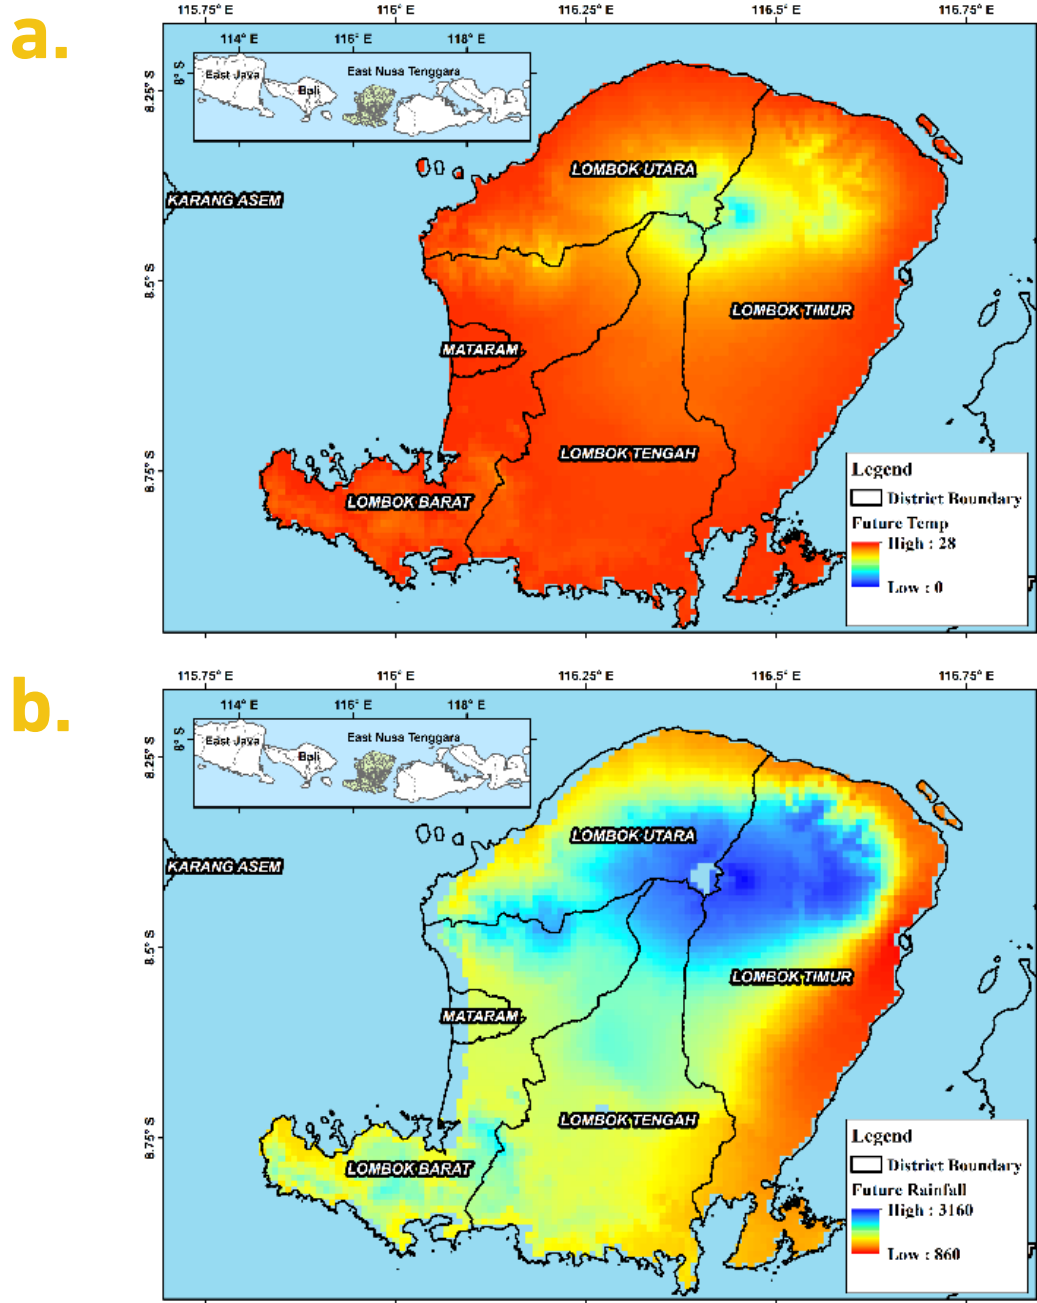 a.
115.75° E 116° E 116.25° E 116.5° E 116.75° E
114° E 116° E 118° E
8° S
East Java
Bali
East Nusa Tenggara
8.25° S
8.5° S
8.75° S
KARANG ASEM
LOMBOK UTARA
LOMBOK TIMUR
MATARAM
LOMBOK TENGAH
LOMBOK BARAT
Legend
District Boundary
Future Temp
High : 28
Low : 0
b.
115.75° E 116° E 116.25° E 116.5° E 116.75° E
114° E 116° E 118° E
8° S
East Java
Bali
East Nusa Tenggara
8.25° S
8.5° S
8.75° S
KARANG ASEM
LOMBOK UTARA
LOMBOK TIMUR
MATARAM
LOMBOK TENGAH
LOMBOK BARAT
Legend
District Boundary
Future Rainfall
High : 3160
Low : 860